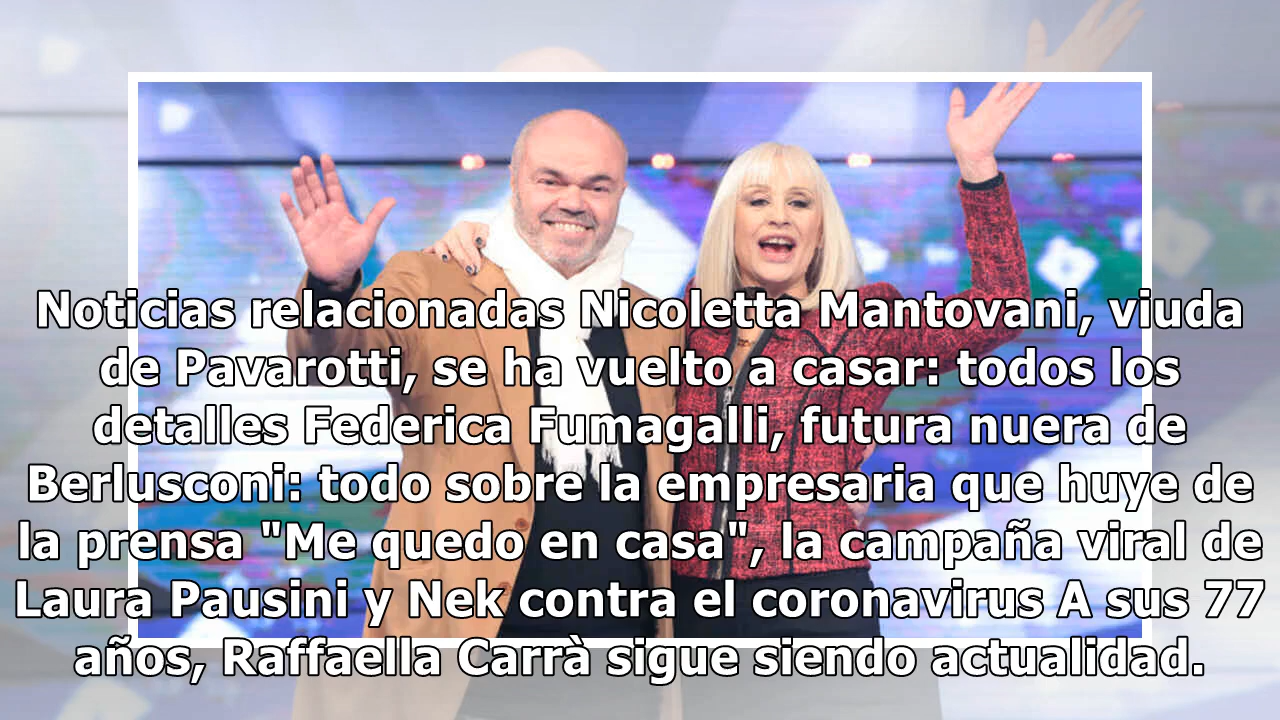 Noticias relacionadas Nicoletta Mantovani, viuda
de Pavarotti, se ha vuelto a casar: todos los
detalles Federica Fumagalli, futura nuera de
Berlusconi: todo sobre la empresaria que huye de
la prensa "Me quedo en casa", la campaña viral de
Laura Pausini y Nek contra el coronavirus A sus 77
años, Raffaella Carrà sigue siendo actualidad.